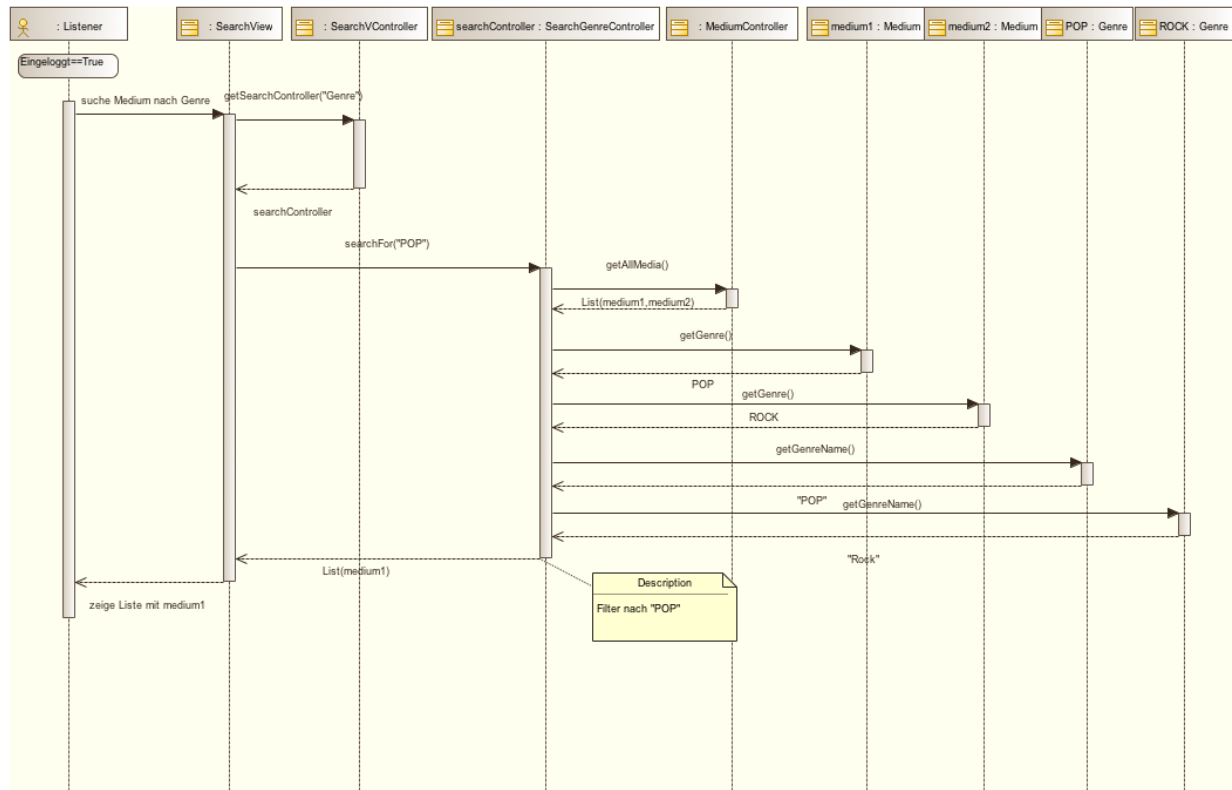 : Listener
: SearchView
: SearchVController
searchController : SearchGenreController
: MediumController
medium1 : Medium
medium2 : Medium
POP : Genre
ROCK : Genre
Eingeloggt==True
suche Medium nach Genre
getSearchController("Genre")
searchController
searchFor("POP")
getAllMedia()
List(medium1,medium2)
getGenre()
POP
getGenre()
ROCK
getGenreName()
"POP"
getGenreName()
"Rock"
List(medium1)
zeige Liste mit medium1
Description
Filter nach "POP"